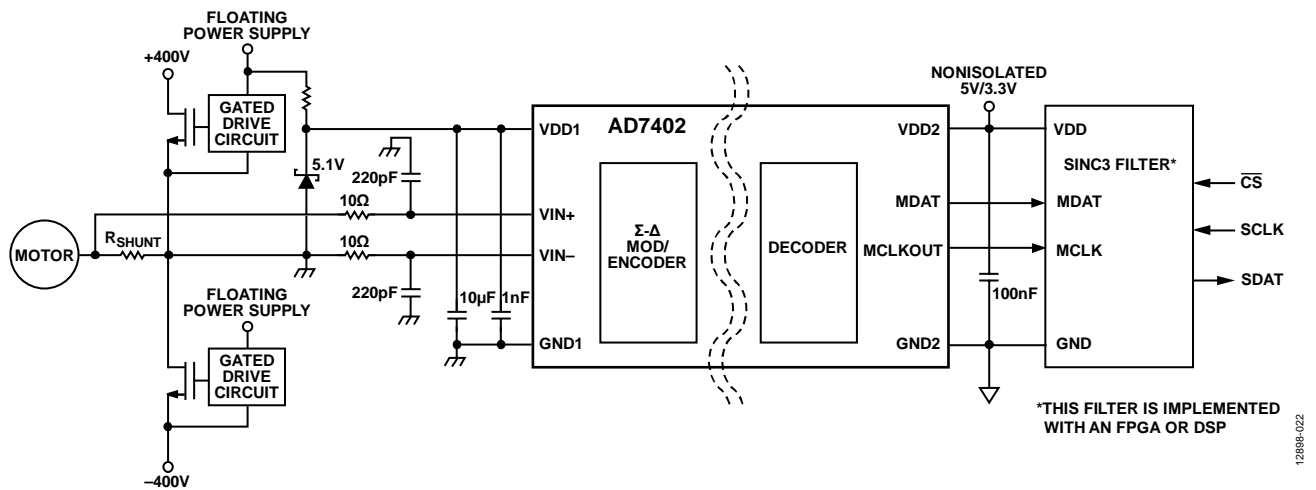 FLOATING
POWER SUPPLY
+400V
GATED
DRIVE
CIRCUIT
5.1V
220pF
10Ω
10Ω
220pF
MOTOR
RSHUNT
FLOATING
POWER SUPPLY
GATED
DRIVE
CIRCUIT
–400V
10µF
1nF
VDD1
VIN+
VIN–
GND1
AD7402
Σ-Δ
MOD/
ENCODER
DECODER
VDD2
MDAT
MCLKOUT
GND2
NONISOLATED
5V/3.3V
100nF
VDD
SINC3 FILTER*
MDAT
MCLK
GND
CS
SCLK
SDAT
*THIS FILTER IS IMPLEMENTED
WITH AN FPGA OR DSP
12898-022